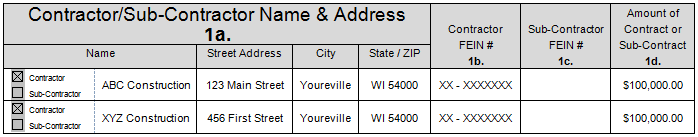 Contractor/Sub-Contractor Name & Address
1a.
Contractor
FEIN #
1b.
Sub-Contractor
FEIN #
1c.
Amount of
Contract or
Sub-Contract
1d.
Name Street Address City State / ZIP
Contractor
Sub-Contractor
ABC Construction 123 Main Street Youreville WI 54000 XX - XXXXXXX $100,000.00
Contractor
Sub-Contractor
XYZ Construction 456 First Street Youreville WI 54000 XX - XXXXXXX $100,000.00